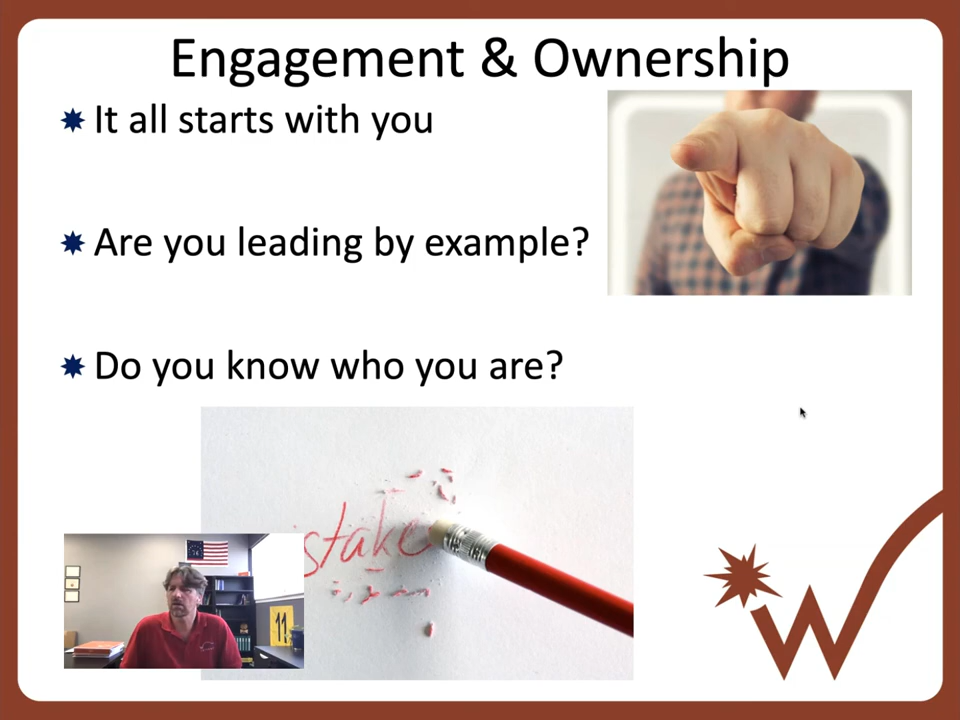 Engagement & Ownership
It all starts with you
Are you leading by example?
Do you know who you are?
stake
11
W